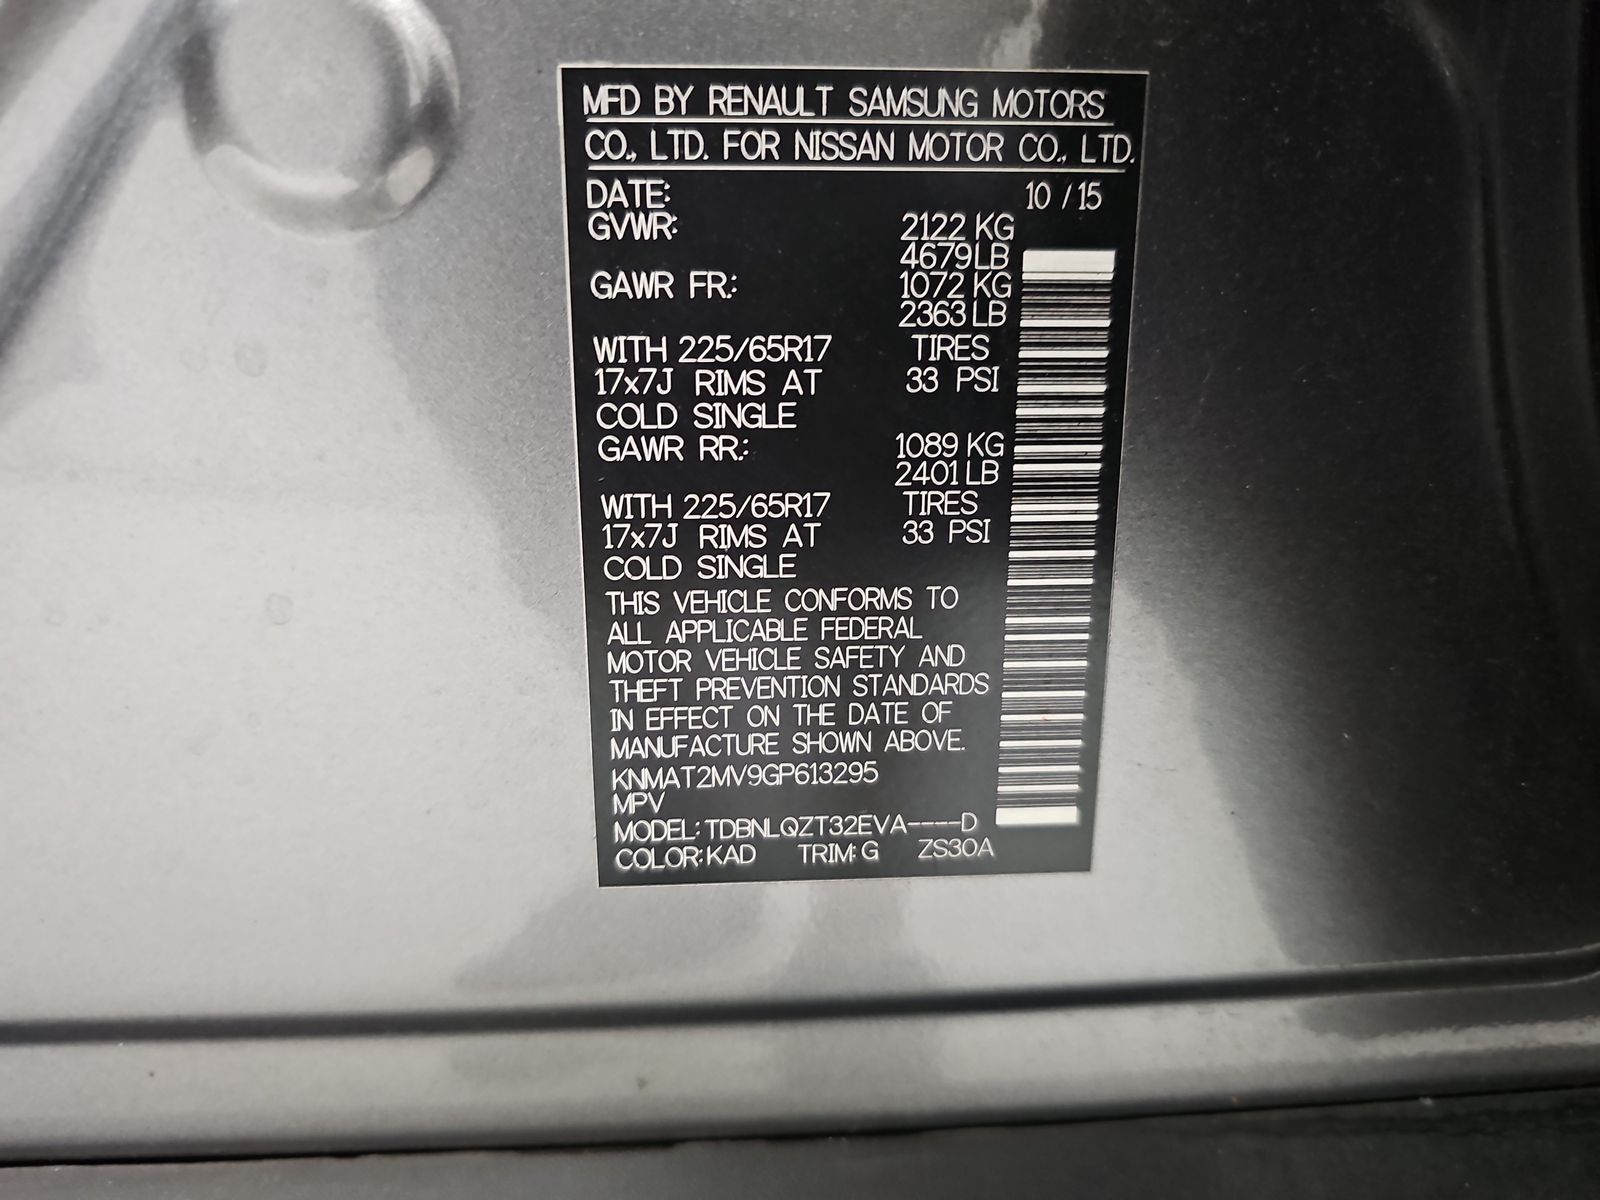 MFD BY RENAULT SAMSUNG MOTORS
CO., LTD. FOR NISSAN MOTOR CO., LTD.
DATE: 10 / 15
GVWR: 2122 KG
4679 LB
GAWR FR.: 1072 KG
2363 LB
WITH 225/65R17 TIRES
17x7J RIMS AT 33 PSI
COLD SINGLE
GAWR RR.: 1089 KG
2401 LB
WITH 225/65R17 TIRES
17x7J RIMS AT 33 PSI
COLD SINGLE
THIS VEHICLE CONFORMS TO
ALL APPLICABLE FEDERAL
MOTOR VEHICLE SAFETY AND
THEFT PREVENTION STANDARDS
IN EFFECT ON THE DATE OF
MANUFACTURE SHOWN ABOVE.
KNMAT2MV9GP613295
MPV
MODEL: TDBNLQZT32EVA----D
COLOR: KAD TRIM: G ZS30A